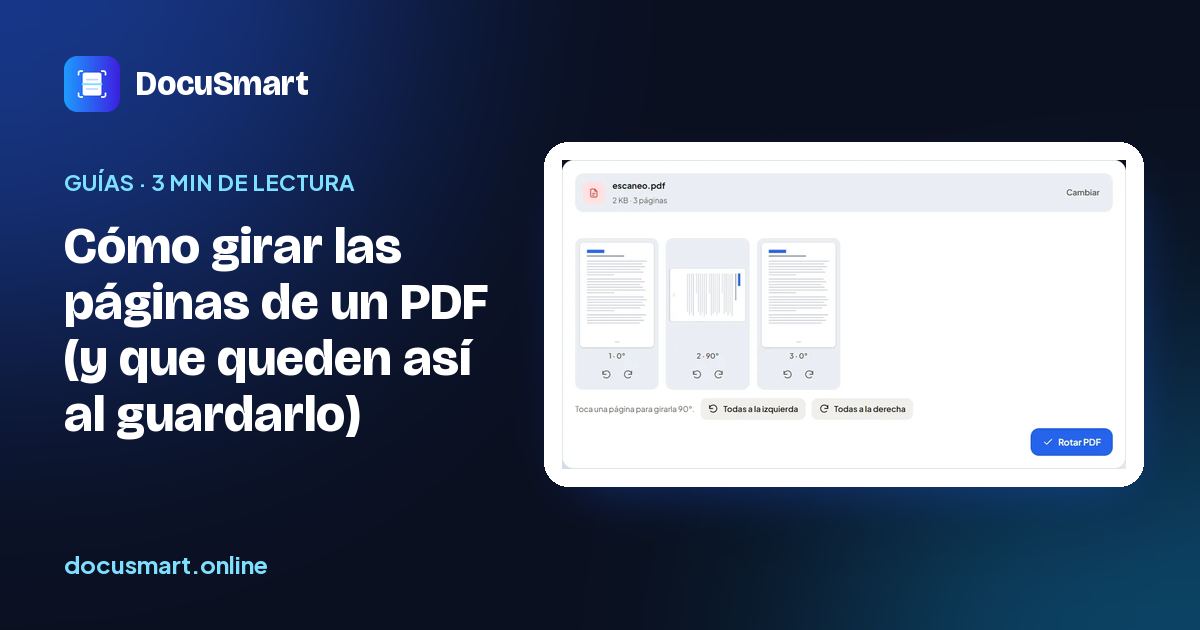 DocuSmart
GUÍAS · 3 MIN DE LECTURA
Cómo girar las
páginas de un PDF
(y que queden así
al guardarlo)
docusmart.online
escaneo.pdf
2 KB · 3 páginas
Cambiar
1 · 0°
2 · 90°
3 · 0°
Toca una página para girarla 90°.
Todas a la izquierda
Todas a la derecha
Rotar PDF